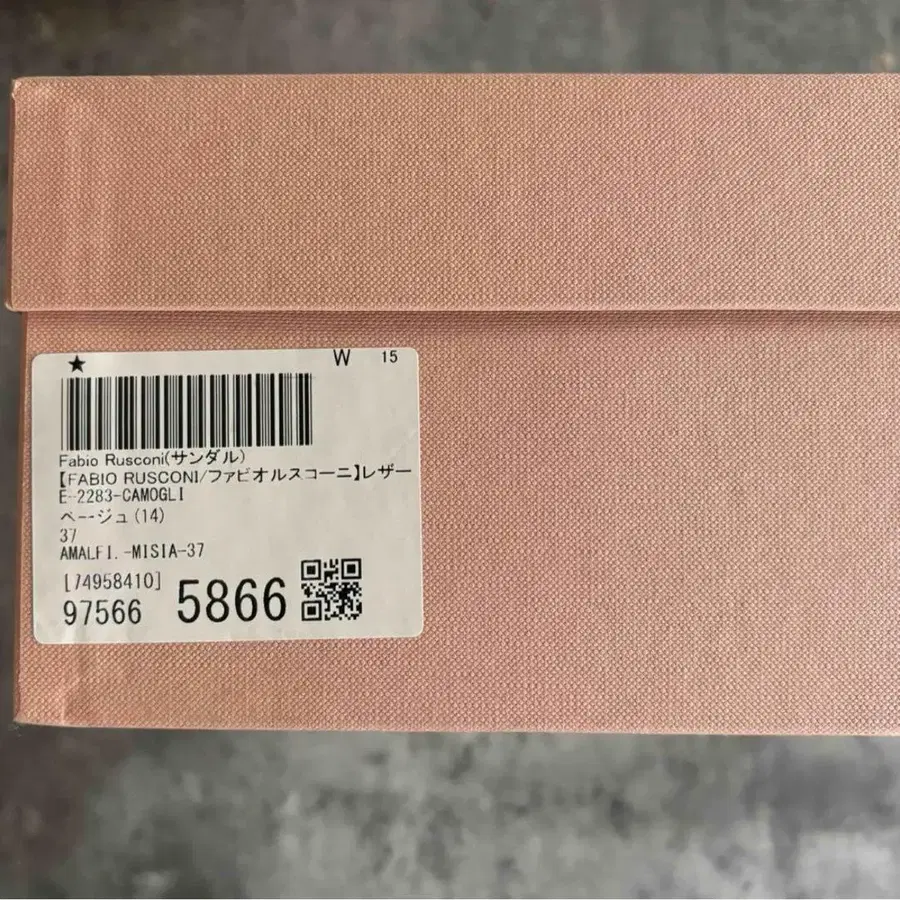 ★ W 15
Fabio Rusconi(サンダル)
【FABIO RUSCONI/ファビオルスコーニ】レザー
E-2283-CAMOGLI
ベージュ(14)
37
AMALFI.-MISIA-37
[74958410]
97566 5866